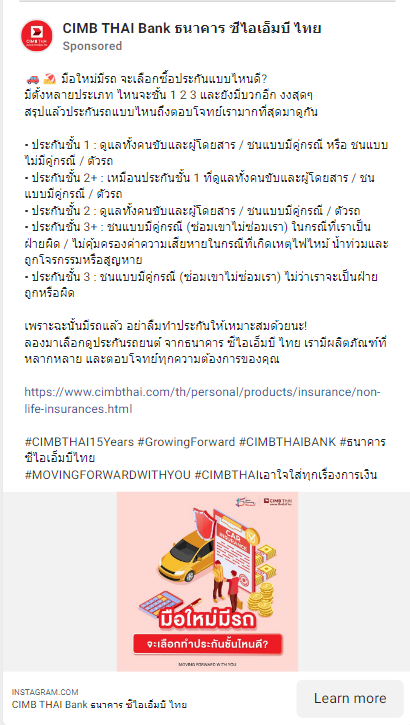 CIMB THAI Bank ธนาคาร ซีไอเอ็มบี ไทย
Sponsored
🚗 ⛱️ มือใหม่มีรถ จะเลือกซื้อประกันแบบไหนดี?
มีตั้งหลายประเภท ไหนจะชั้น 1 2 3 และยังมีบวกอีก งงสุดๆ
สรุปแล้วประกันรถแบบไหนถึงตอบโจทย์เรามากที่สุดมาดูกัน
• ประกันชั้น 1 : ดูแลทั้งคนขับและผู้โดยสาร / ชนแบบมีคู่กรณี หรือ ชนแบบ
ไม่มีคู่กรณี / ตัวรถ
• ประกันชั้น 2+ : เหมือนประกันชั้น 1 ที่ดูแลทั้งคนขับและผู้โดยสาร / ชน
แบบมีคู่กรณี / ตัวรถ
• ประกันชั้น 2 : ดูแลทั้งคนขับและผู้โดยสาร / ชนแบบมีคู่กรณี / ตัวรถ
• ประกันชั้น 3+ : ชนแบบมีคู่กรณี (ซ่อมเขาไม่ซ่อมเรา) ในกรณีที่เราเป็น
ฝ่ายผิด / ไม่คุ้มครองค่าความเสียหายในกรณีที่เกิดเหตุไฟไหม้ น้ำท่วมและ
ถูกโจรกรรมหรือสูญหาย
• ประกันชั้น 3 : ชนแบบมีคู่กรณี (ซ่อมเขาไม่ซ่อมเรา) ไม่ว่าเราจะเป็นฝ่าย
ถูกหรือผิด
เพราะฉะนั้นมีรถแล้ว อย่าลืมทำประกันให้เหมาะสมด้วยนะ!
ลองมาเลือกดูประกันรถยนต์ จากธนาคาร ซีไอเอ็มบี ไทย เรามีผลิตภัณฑ์ที่
หลากหลาย และตอบโจทย์ทุกความต้องการของคุณ
https://www.cimbthai.com/th/personal/products/insurance/non-
life-insurances.html
#CIMBTHAI15Years #GrowingForward #CIMBTHAIBANK #ธนาคาร
ซีไอเอ็มบีไทย
#MOVINGFORWARDWITHYOU #CIMBTHAIเอาใจใส่ทุกเรื่องการเงิน
CIMB THAI
CAR
INSURANCE
มือใหม่มีรถ
จะเลือกทำประกันชั้นไหนดี?
MOVING FORWARD WITH YOU
INSTAGRAM.COM
CIMB THAI Bank ธนาคาร ซีไอเอ็มบี ไทย
Learn more